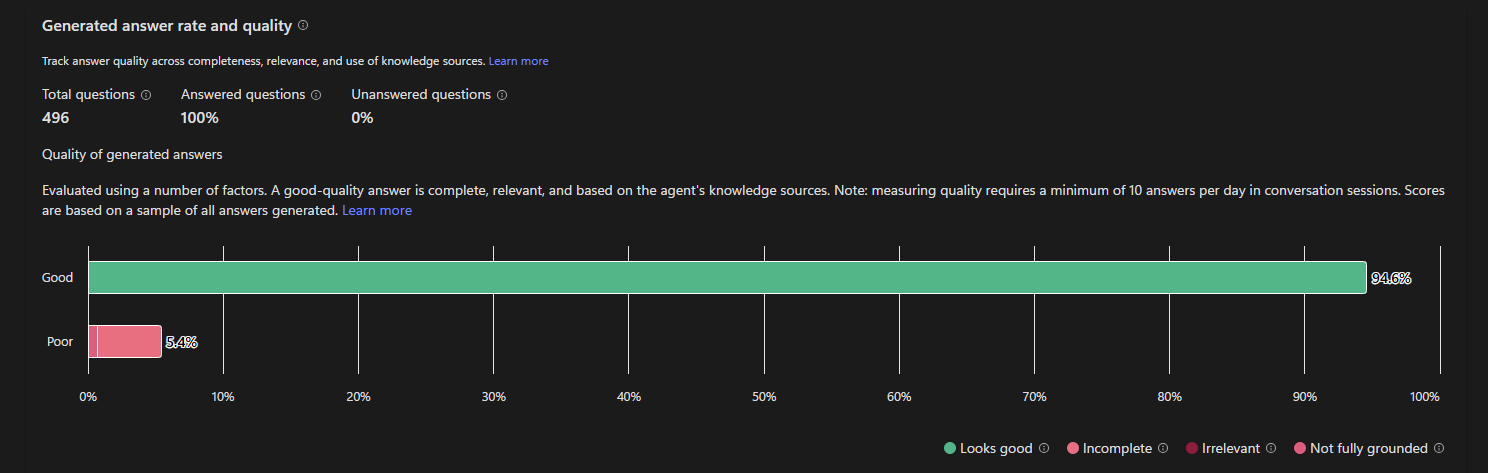 Generated answer rate and quality
Track answer quality across completeness, relevance, and use of knowledge sources. Learn more
Total questions Answered questions Unanswered questions
496 100% 0%
Quality of generated answers
Evaluated using a number of factors. A good-quality answer is complete, relevant, and based on the agent's knowledge sources. Note: measuring quality requires a minimum of 10 answers per day in conversation sessions. Scores
are based on a sample of all answers generated. Learn more
Good 94.6%
Poor 5.4%
0% 10% 20% 30% 40% 50% 60% 70% 80% 90% 100%
Looks good Incomplete Irrelevant Not fully grounded